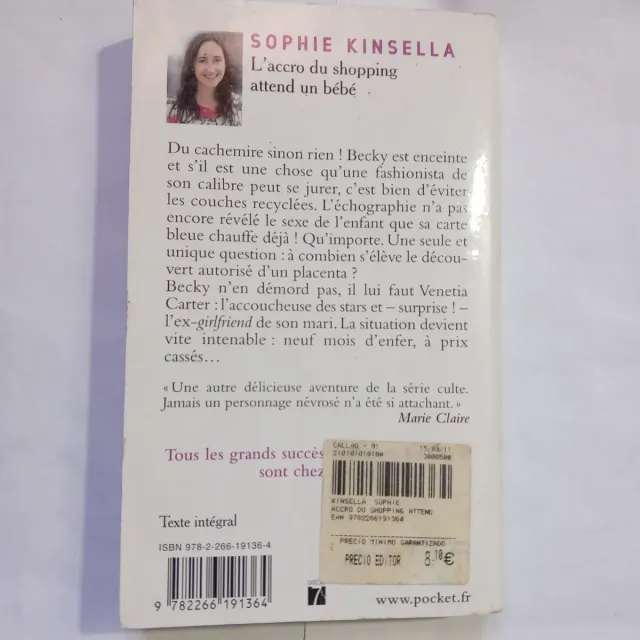 SOPHIE KINSELLA
L'accro du shopping
attend un bébé
Du cachemire sinon rien ! Becky est enceinte
et s'il est une chose qu'une fashionista de
son calibre peut se jurer, c'est bien d'éviter
les couches recyclées. L'échographie n'a pas
encore révélé le sexe de l'enfant que sa carte
bleue chauffe déjà ! Qu'importe. Une seule et
unique question : à combien s'élève le décou-
vert autorisé d'un placenta ?
Becky n'en démord pas, il lui faut Venetia
Carter : l'accoucheuse des stars et – surprise ! –
l'ex-girlfriend de son mari. La situation devient
vite intenable : neuf mois d'enfer, à prix
cassés…
« Une autre délicieuse aventure de la série culte.
Jamais un personnage névrosé n'a été si attachant. »
Marie Claire
Tous les grands succès
sont chez
CALLAO - 01
210101010180 3000500
KINSELLA SOPHIE
ACCRO DU SHOPPING ATTEND
EAN 9782266191364
PRECIO MINIMO GARANTIZADO
PRECIO EDITOR 8.10€
Texte intégral
ISBN 978-2-266-19136-4
9 782266 191364
7
www.pocket.fr